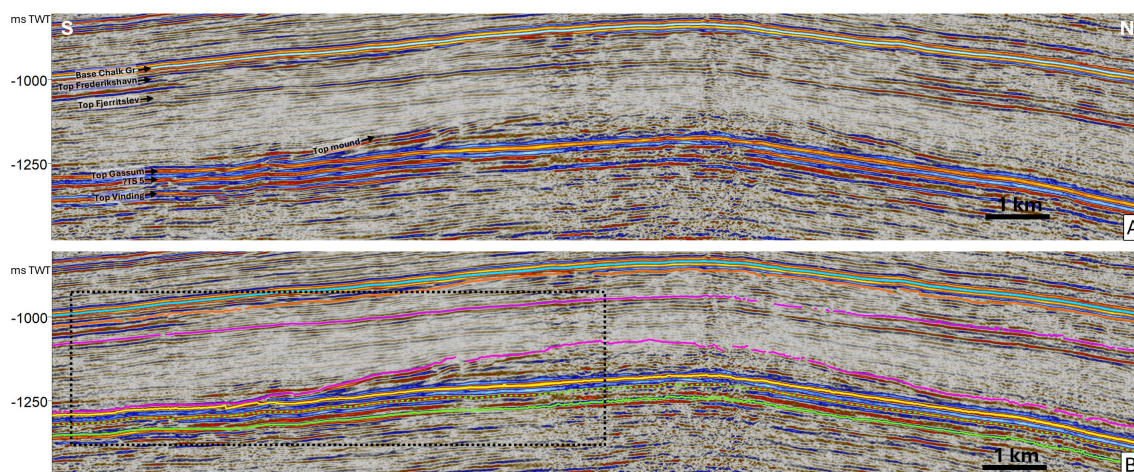 ms TWT
S
N
-1000
Base Chalk Gr
Top Frederikshavn
Top Fjerritslev
Top mound
-1250
Top Gassum
?TS 5
Top Vinding
1 km
A
ms TWT
-1000
-1250
1 km
B